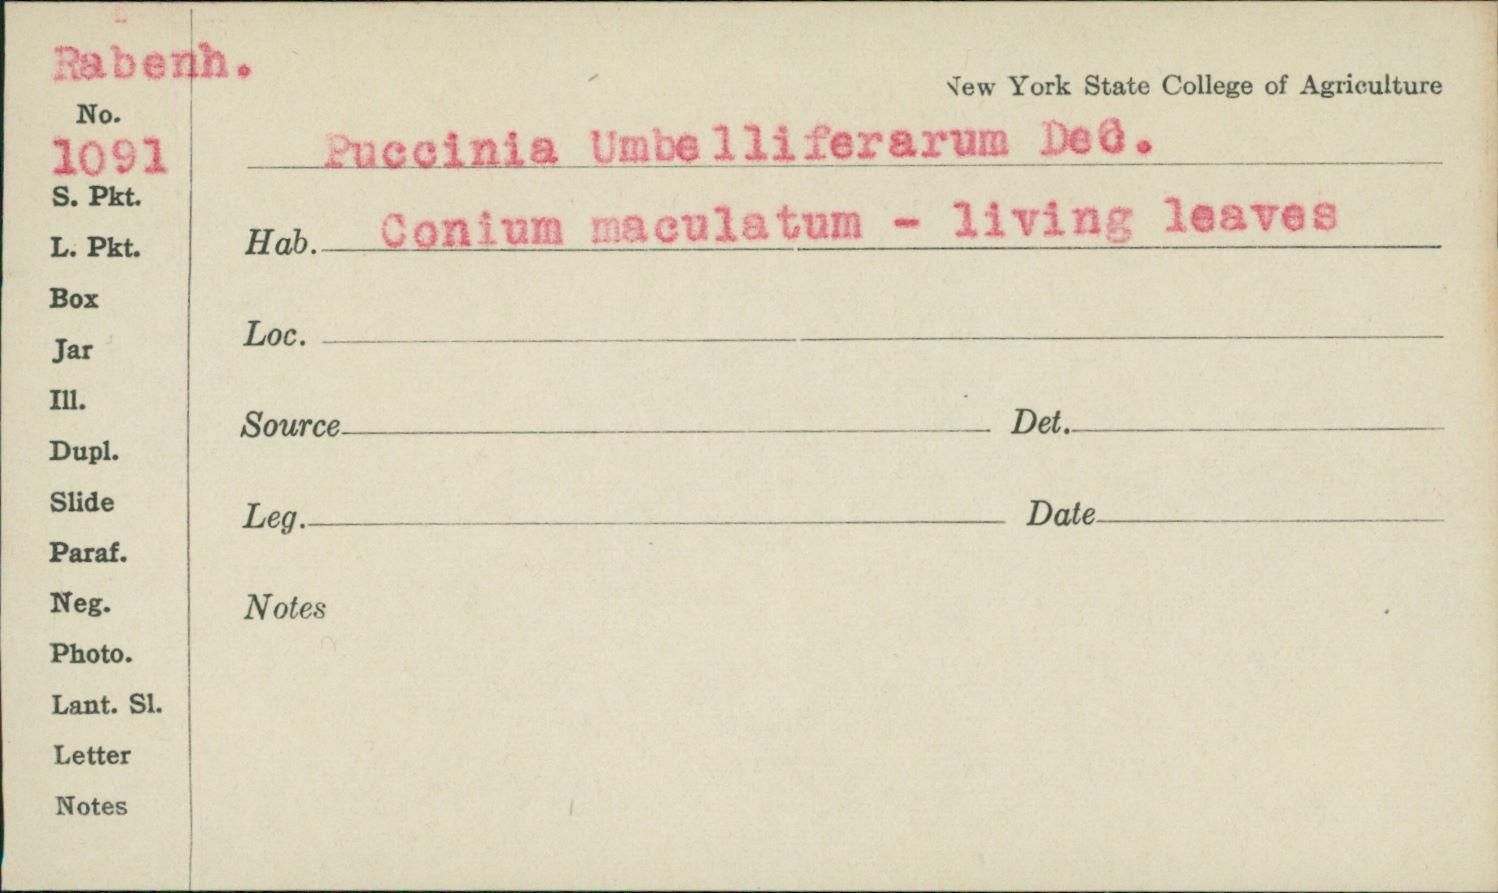 Rabenh.
New York State College of Agriculture
No.
1091
Puccinia Umbelliferarum
S. Pkt.
Hab. Conium maculatum - living leaves
L. Pkt.
Box
Loc.
Jar
Ill.
Source Det.
Dupl.
Slide
Leg. Date
Paraf.
Neg.
Notes
Photo.
Lant. Sl.
Letter
Notes